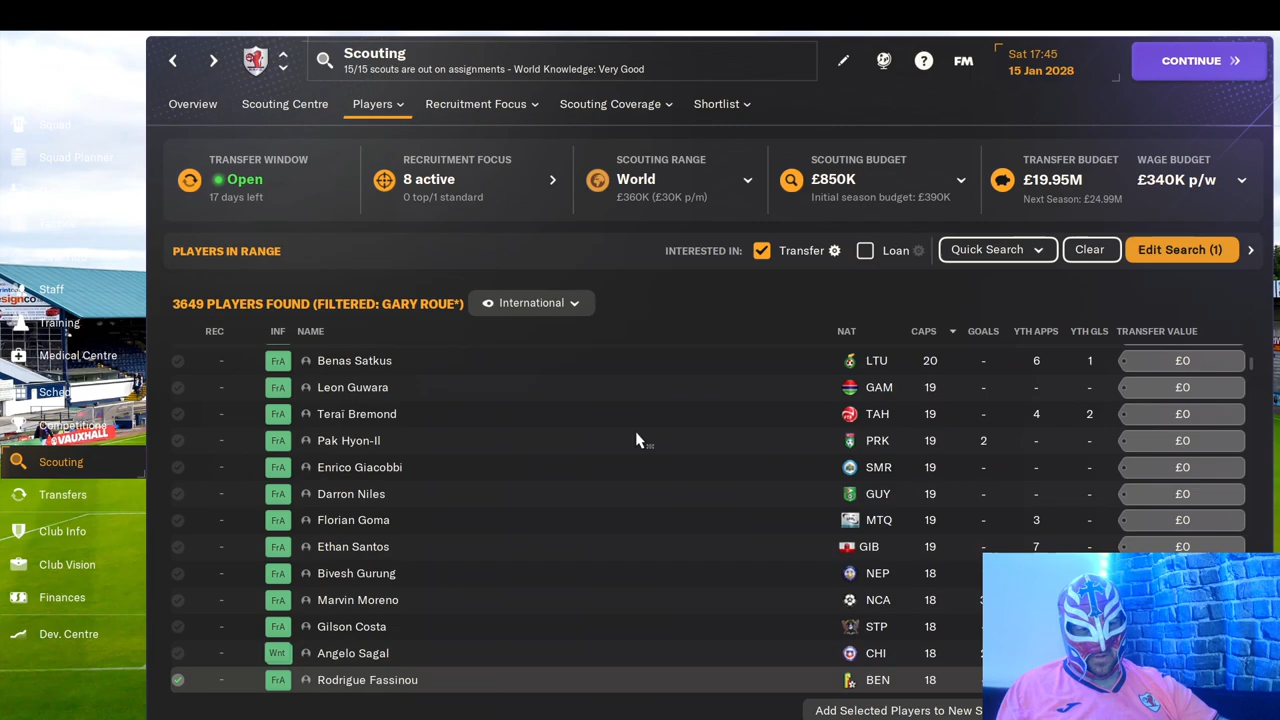 Scouting
15/15 scouts are out on assignments - World Knowledge: Very Good
FM
Sat 17:45
15 Jan 2028
CONTINUE
Overview
Scouting Centre
Players
Recruitment Focus
Scouting Coverage
Shortlist
TRANSFER WINDOW
Open
17 days left
RECRUITMENT FOCUS
8 active
0 top/1 standard
SCOUTING RANGE
World
£360K (£30K p/m)
SCOUTING BUDGET
£850K
Initial season budget: £390K
TRANSFER BUDGET
£19.95M
Next Season: £24.99M
WAGE BUDGET
£340K p/w
Squad
Squad Planner
Staff
Training
Medical Centre
Sched
Competitions
VAUXHALL
Scouting
Transfers
Club Info
Club Vision
Finances
Dev. Centre
PLAYERS IN RANGE
INTERESTED IN:
Transfer
Loan
Quick Search
Clear
Edit Search (1)
3649 PLAYERS FOUND (FILTERED: GARY ROUE*)
International
REC INF NAME NAT CAPS GOALS YTH APPS YTH GLS TRANSFER VALUE
- FrA Benas Satkus LTU 20 - 6 1 £0
- FrA Leon Guwara GAM 19 - - - £0
- FrA Teraï Bremond TAH 19 - 4 2 £0
- FrA Pak Hyon-Il PRK 19 2 - - £0
- FrA Enrico Giacobbi SMR 19 - - - £0
- FrA Darron Niles GUY 19 - - - £0
- FrA Florian Goma MTQ 19 - 3 - £0
- FrA Ethan Santos GIB 19 - 7 - £0
- FrA Bivesh Gurung NEP 18
- FrA Marvin Moreno NCA 18
- FrA Gilson Costa STP 18
- Wnt Angelo Sagal CHI 18
- FrA Rodrigue Fassinou BEN 18
Add Selected Players to New S